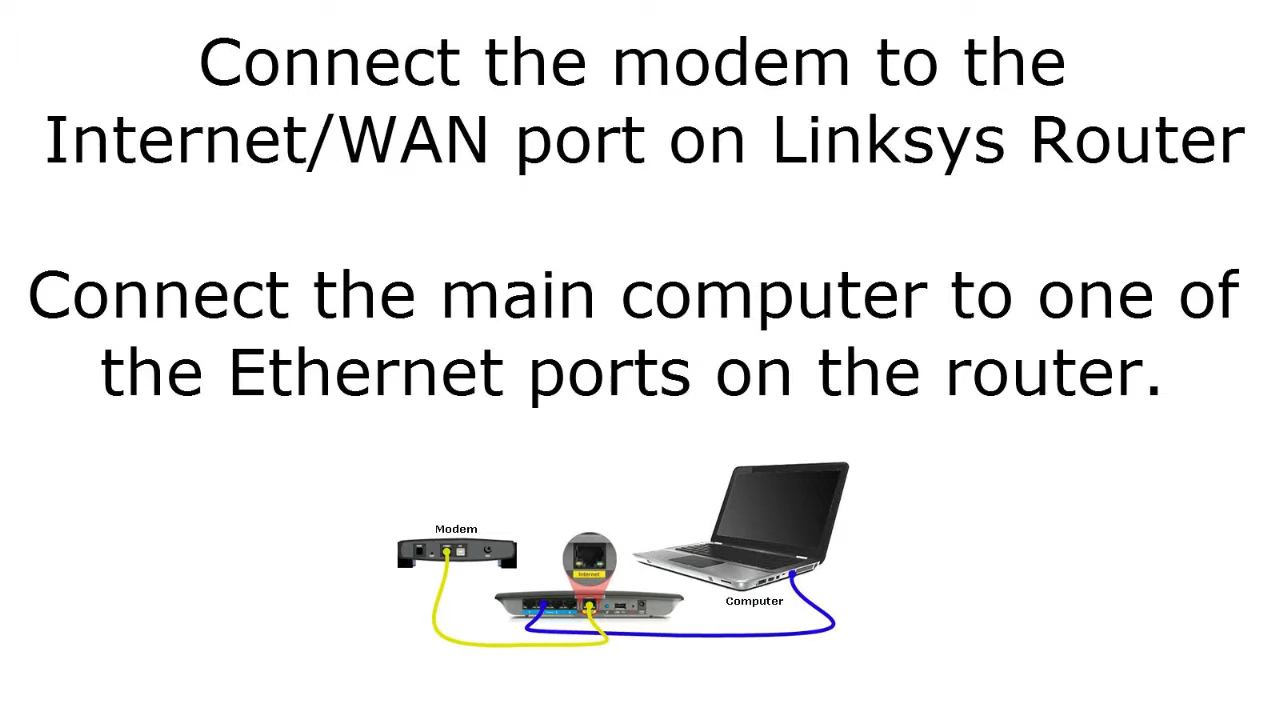 Connect the modem to the
Internet/WAN port on Linksys Router
Connect the main computer to one of
the Ethernet ports on the router.
Modem
Internet
Computer